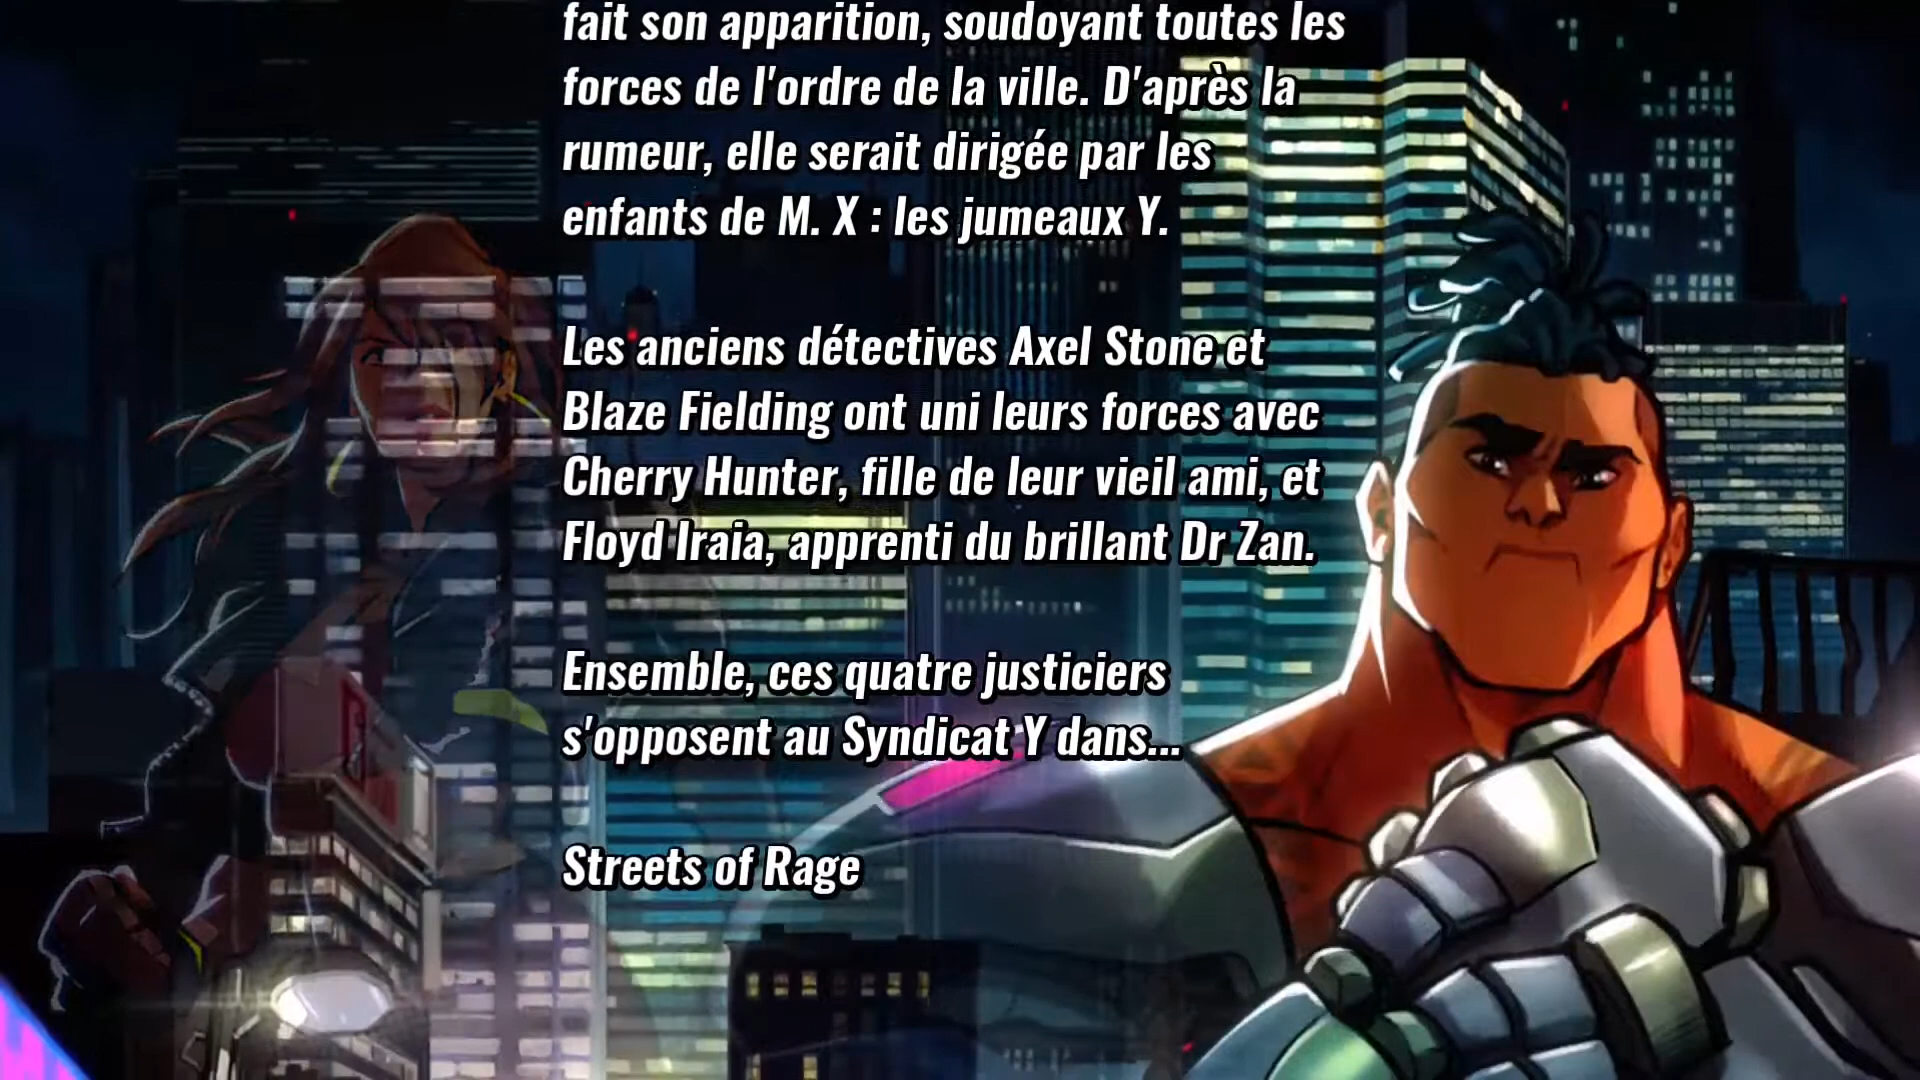 fait son apparition, soudoyant toutes les
forces de l'ordre de la ville. D'après la
rumeur, elle serait dirigée par les
enfants de M. X : les jumeaux Y.
Les anciens détectives Axel Stone et
Blaze Fielding ont uni leurs forces avec
Cherry Hunter, fille de leur vieil ami, et
Floyd Iraia, apprenti du brillant Dr Zan.
Ensemble, ces quatre justiciers
s'opposent au Syndicat Y dans...
Streets of Rage